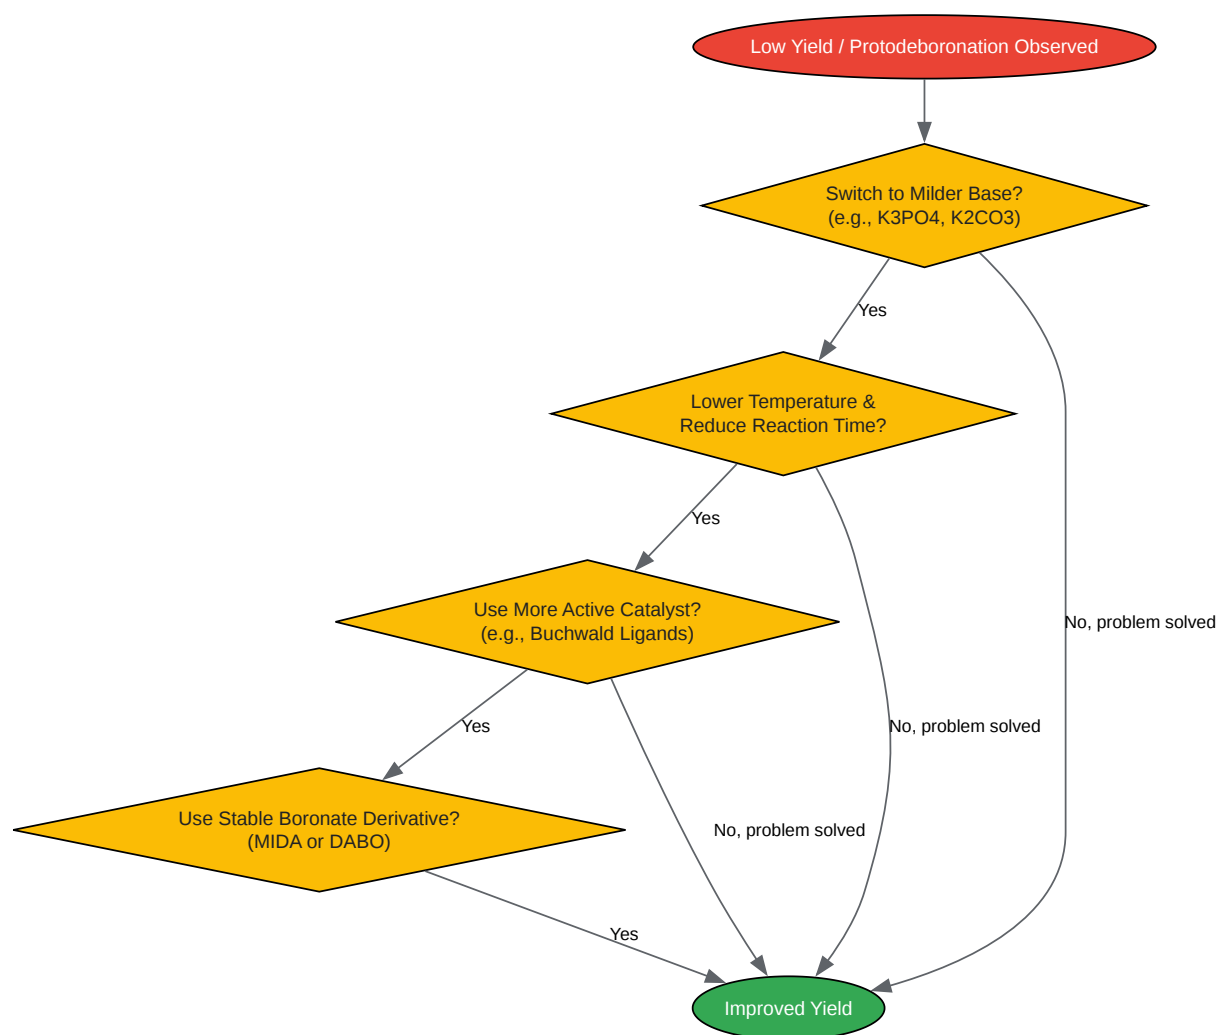 Low Yield / Protodeboronation Observed
Switch to Milder Base?
(e.g., K3PO4, K2CO3)
Yes
Lower Temperature &
Reduce Reaction Time?
Yes
Use More Active Catalyst?
(e.g., Buchwald Ligands)
No, problem solved
Yes
No, problem solved
Use Stable Boronate Derivative?
(MIDA or DABO)
No, problem solved
Yes
Improved Yield